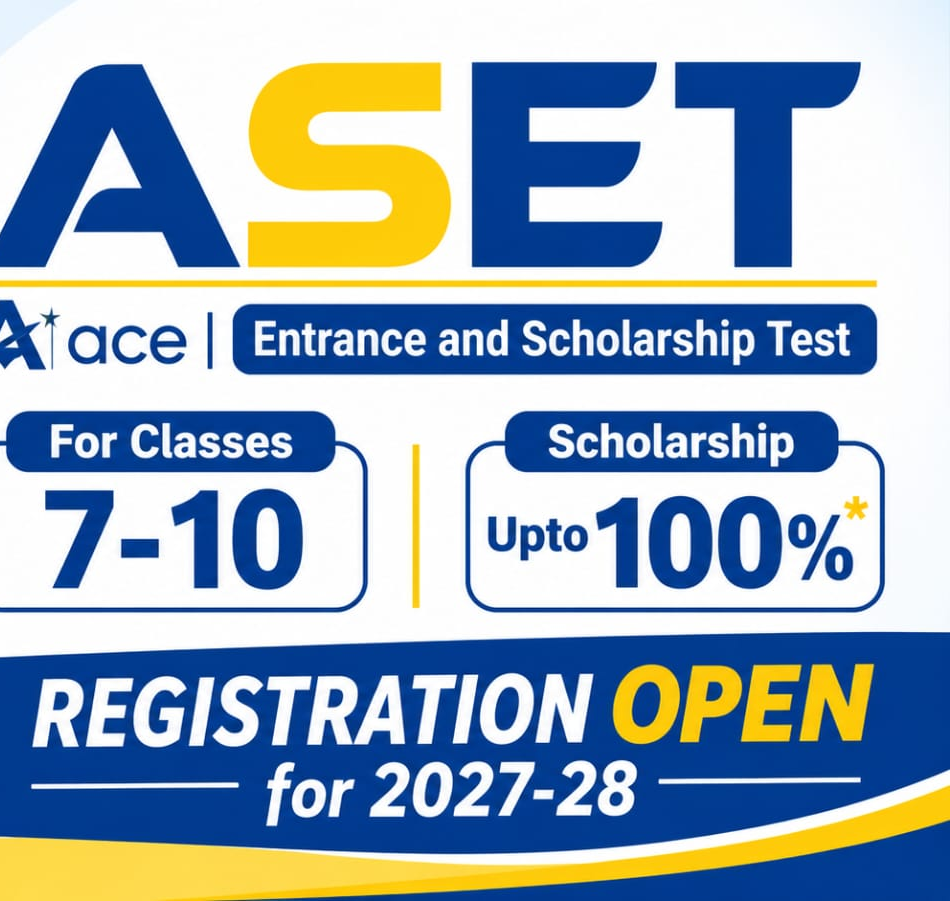 ASET
ace | Entrance and Scholarship Test
For Classes
7-10
Scholarship
Upto 100%*
REGISTRATION OPEN
for 2027-28